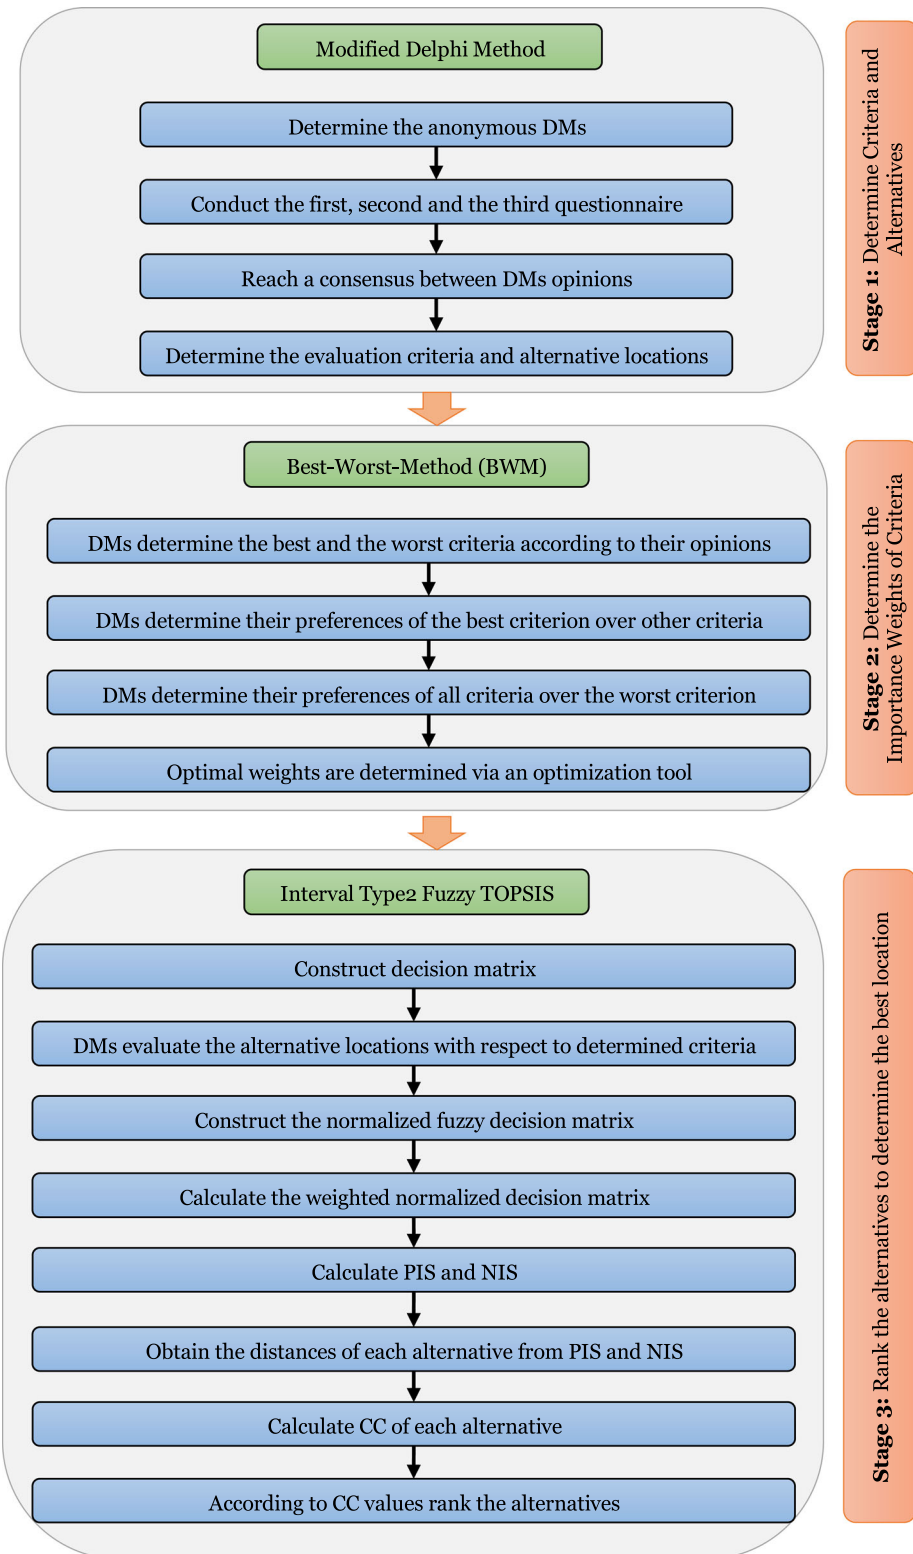 Modified Delphi Method
Determine the anonymous DMs
Conduct the first, second and the third questionnaire
Reach a consensus between DMs opinions
Determine the evaluation criteria and alternative locations
Stage 1: Determine Criteria and
Alternatives
Best-Worst-Method (BWM)
DMs determine the best and the worst criteria according to their opinions
DMs determine their preferences of the best criterion over other criteria
DMs determine their preferences of all criteria over the worst criterion
Optimal weights are determined via an optimization tool
Stage 2: Determine the
Importance Weights of Criteria
Interval Type2 Fuzzy TOPSIS
Construct decision matrix
DMs evaluate the alternative locations with respect to determined criteria
Construct the normalized fuzzy decision matrix
Calculate the weighted normalized decision matrix
Calculate PIS and NIS
Obtain the distances of each alternative from PIS and NIS
Calculate CC of each alternative
According to CC values rank the alternatives
Stage 3: Rank the alternatives to determine the best location